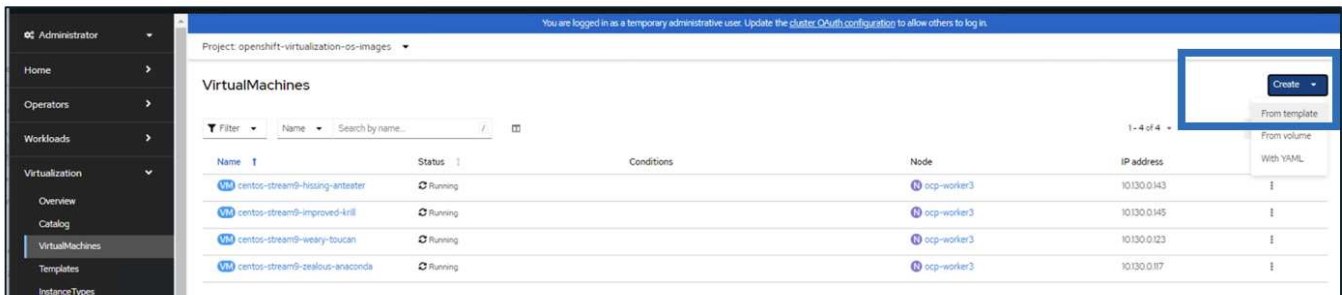 You are logged in as a temporary administrative user. Update the cluster OAuth configuration to allow others to log in.
Administrator
Project: openshift-virtualization-os-images
Home
VirtualMachines
Create
Operators
From template
Filter Name Search by name... / 1 - 4 of 4
Workloads
From volume
Name Status Conditions Node IP address
With YAML
Virtualization
VM centos-stream9-hissing-anteater Running N ocp-worker3 10.130.0.143
Overview
VM centos-stream9-improved-krill Running N ocp-worker3 10.130.0.145
Catalog
VM centos-stream9-weary-toucan Running N ocp-worker3 10.130.0.123
VirtualMachines
VM centos-stream9-zealous-anaconda Running N ocp-worker3 10.130.0.117
Templates
InstanceTypes